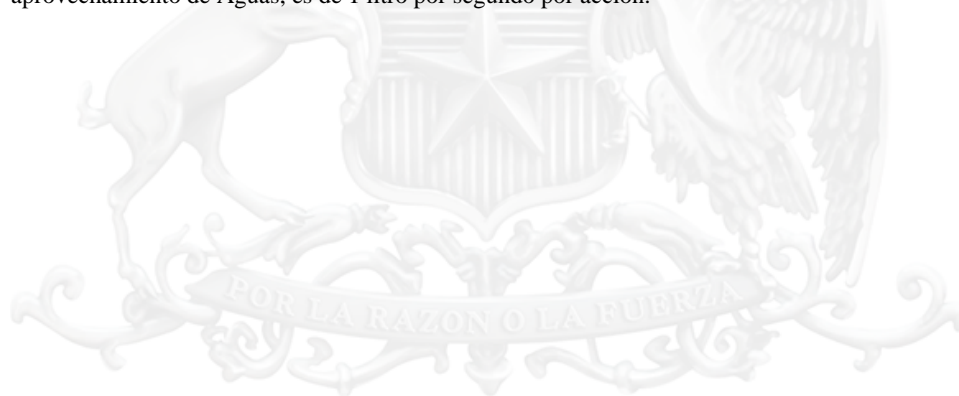 aprovechamiento de Aguas, es de 1 litro por segundo por acción.
POR LA RAZON O LA FUERZA